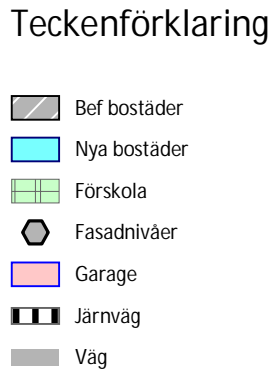 Teckenförklaring
Bef bostäder
Nya bostäder
Förskola
Fasadnivåer
Garage
Järnväg
Väg